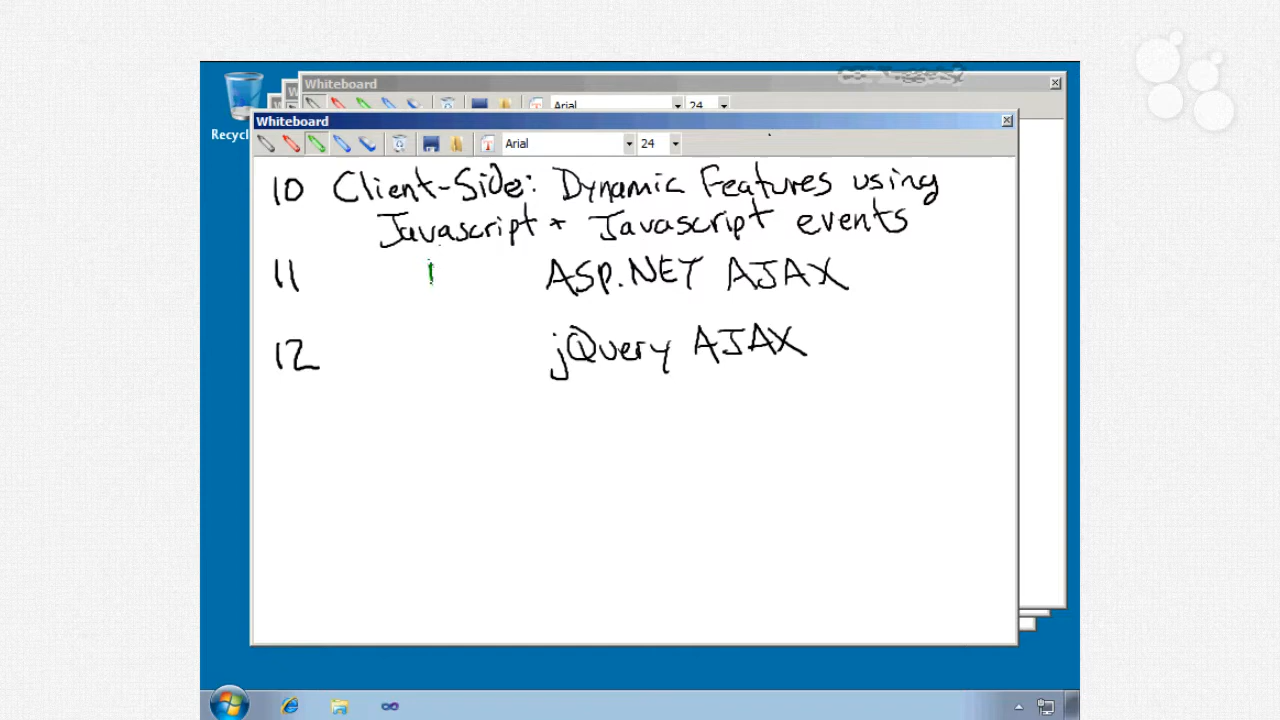 Whiteboard
Arial 24
Recycl
Whiteboard
Arial 24
10 Client-Side: Dynamic Features using
Javascript + Javascript events
11 ASP.NET AJAX
12 jQuery AJAX